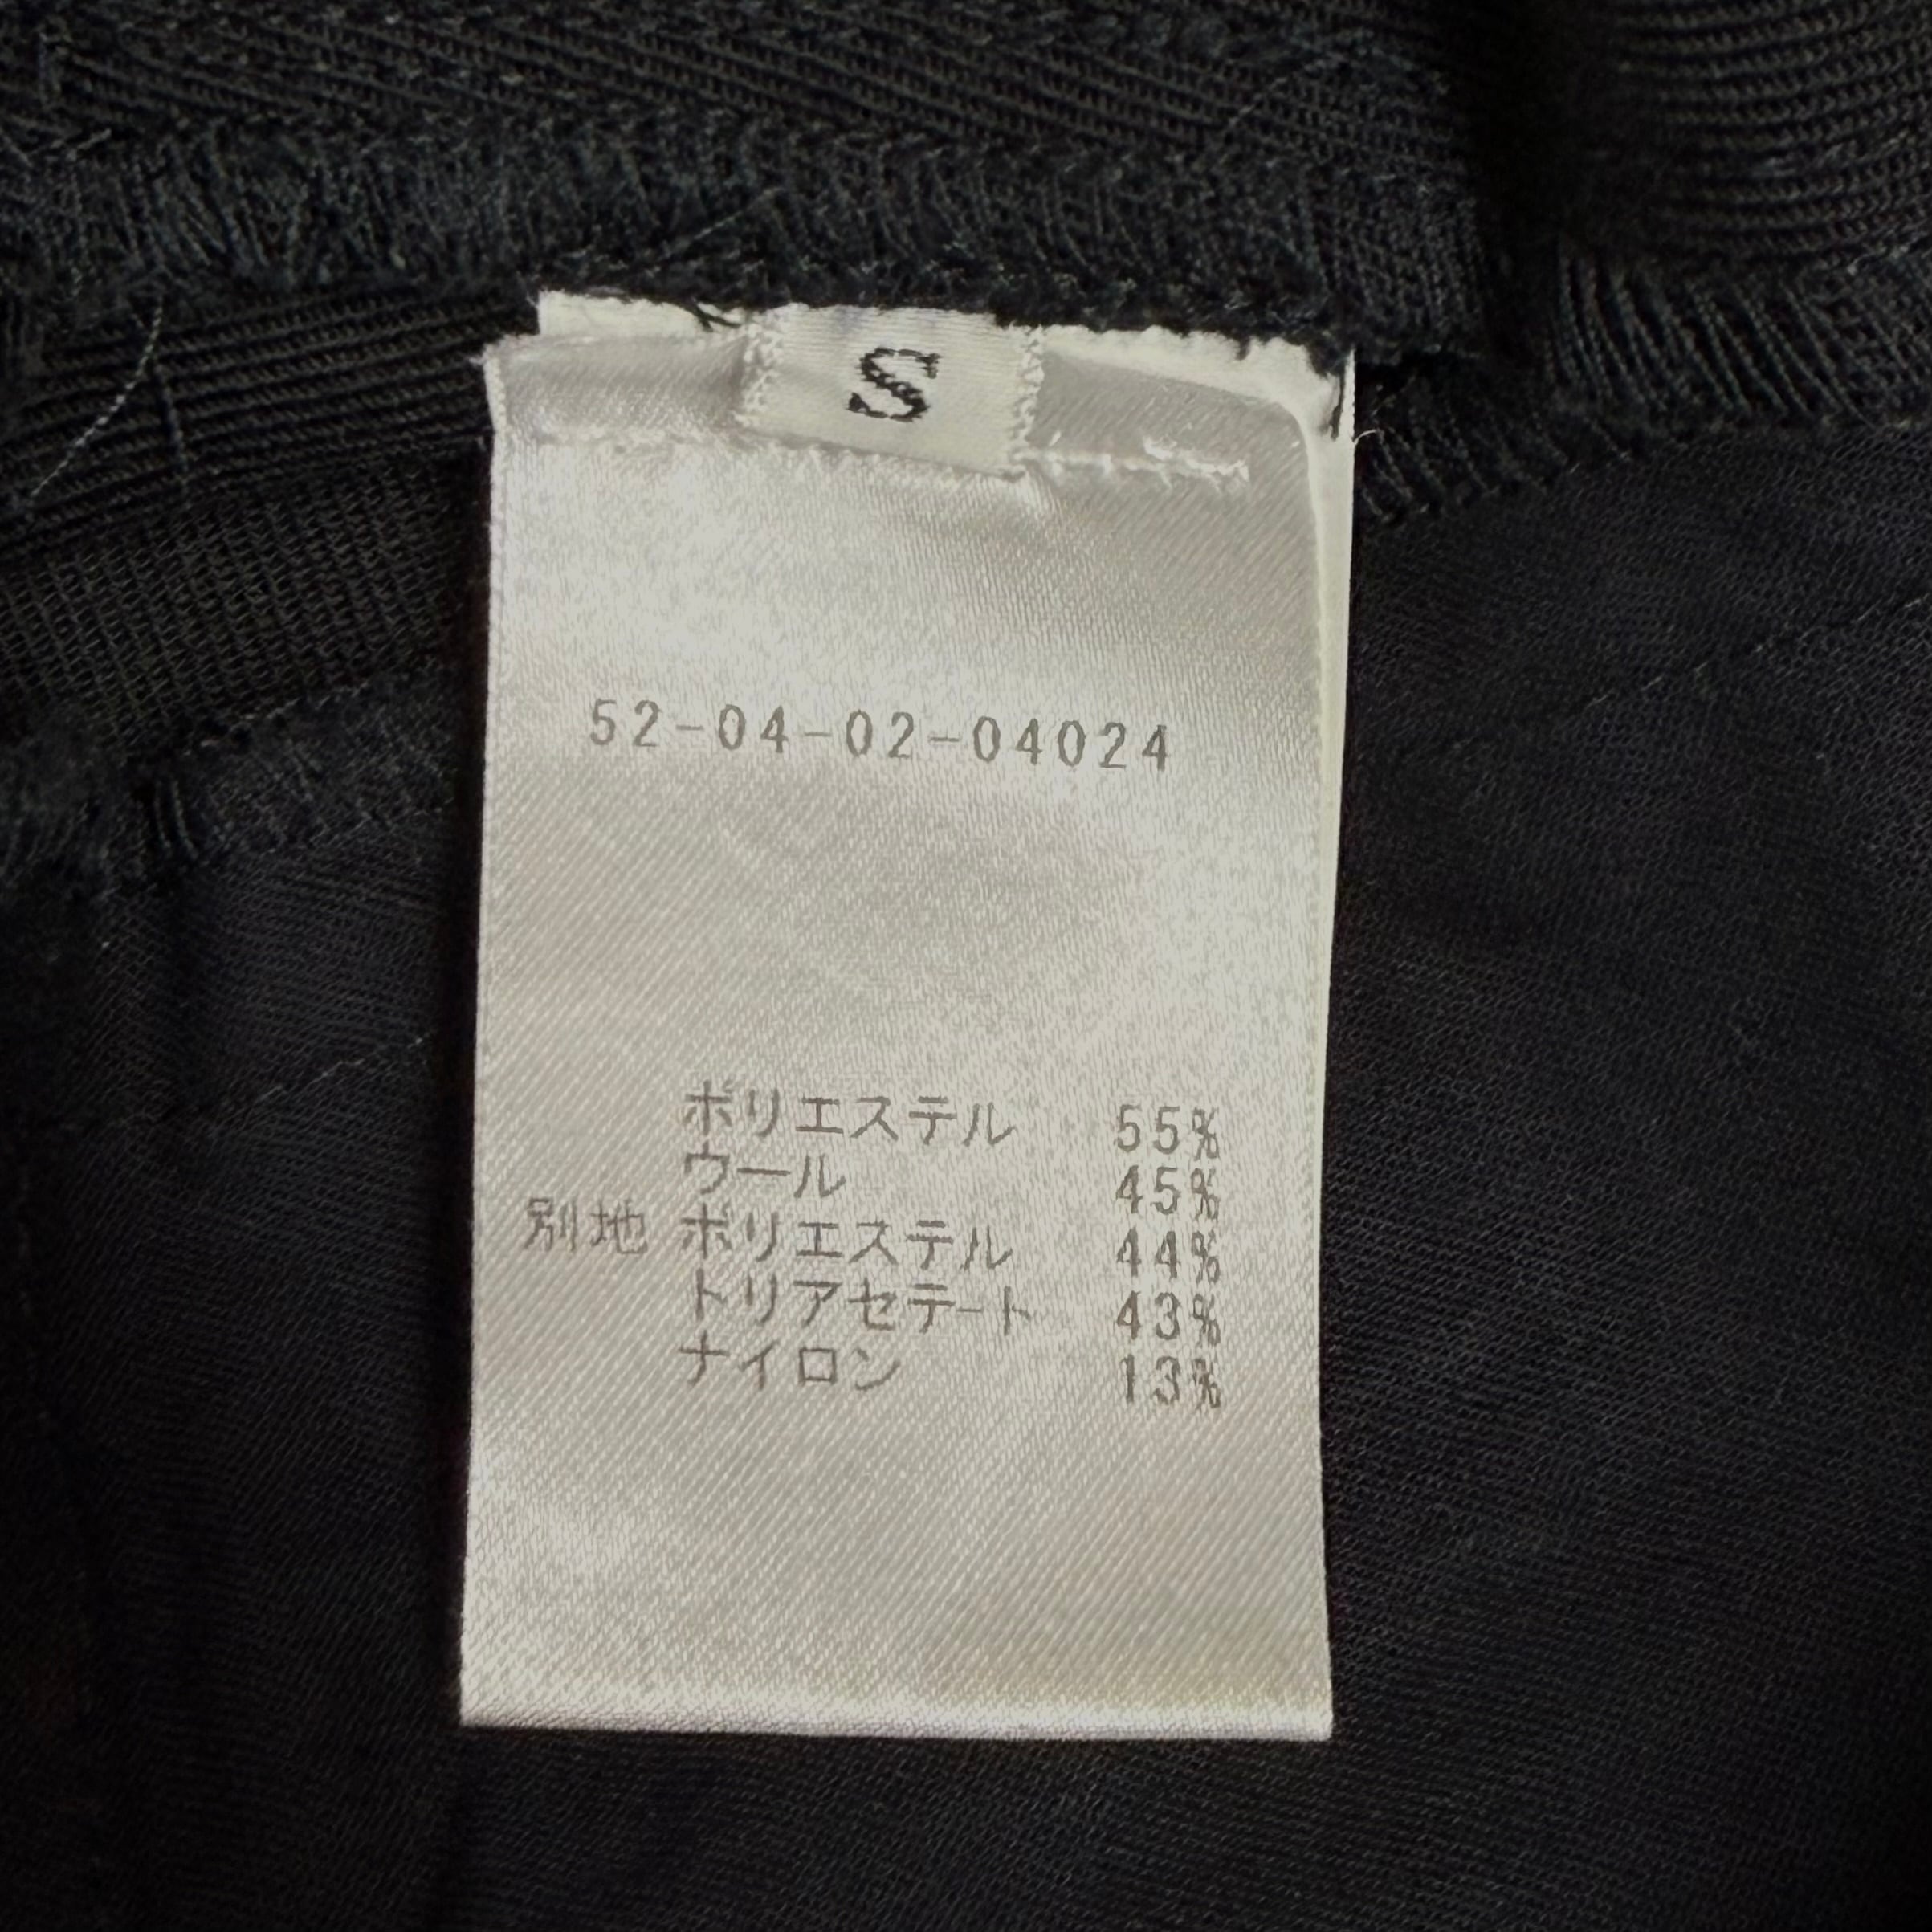 S
52-04-02-04024
ポリエステル 55%
ウール 45%
別地 ポリエステル 44%
トリアセテート 43%
ナイロン 13%